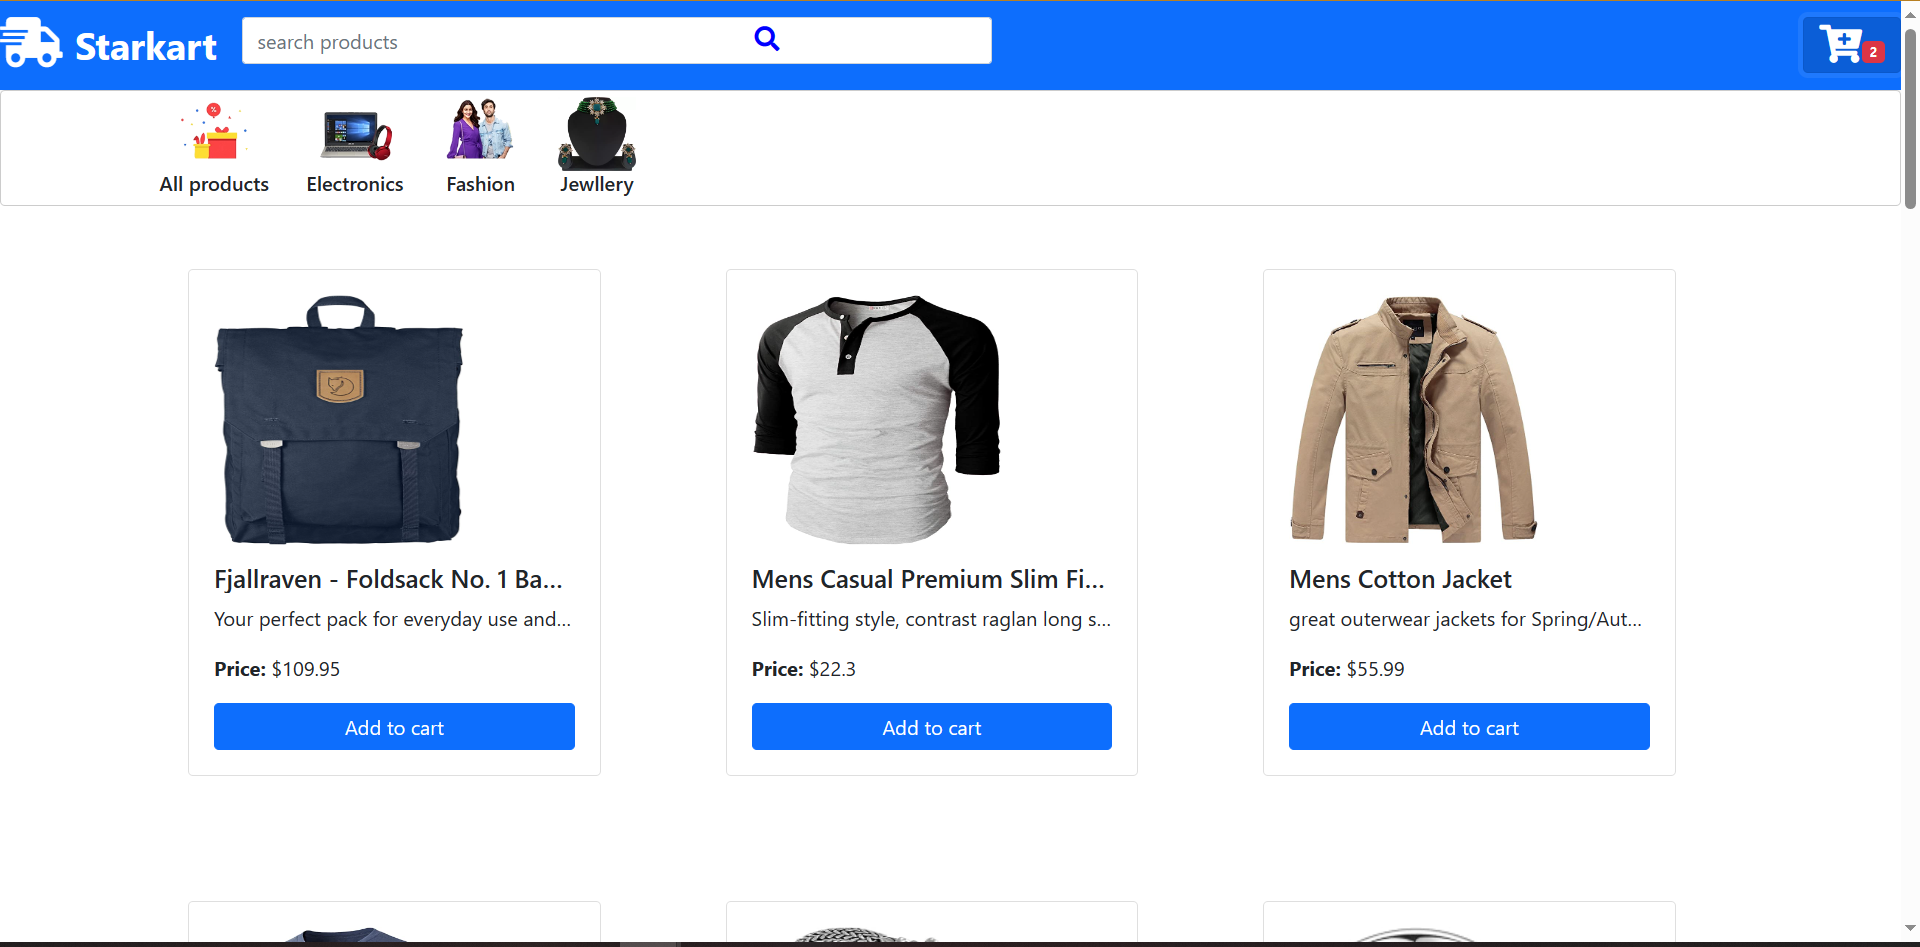 Starkart
search products
2
All products
Electronics
Fashion
Jewllery
Fjallraven - Foldsack No. 1 Ba...
Your perfect pack for everyday use and...
Price: $109.95
Add to cart
Mens Casual Premium Slim Fi...
Slim-fitting style, contrast raglan long s...
Price: $22.3
Add to cart
Mens Cotton Jacket
great outerwear jackets for Spring/Aut...
Price: $55.99
Add to cart